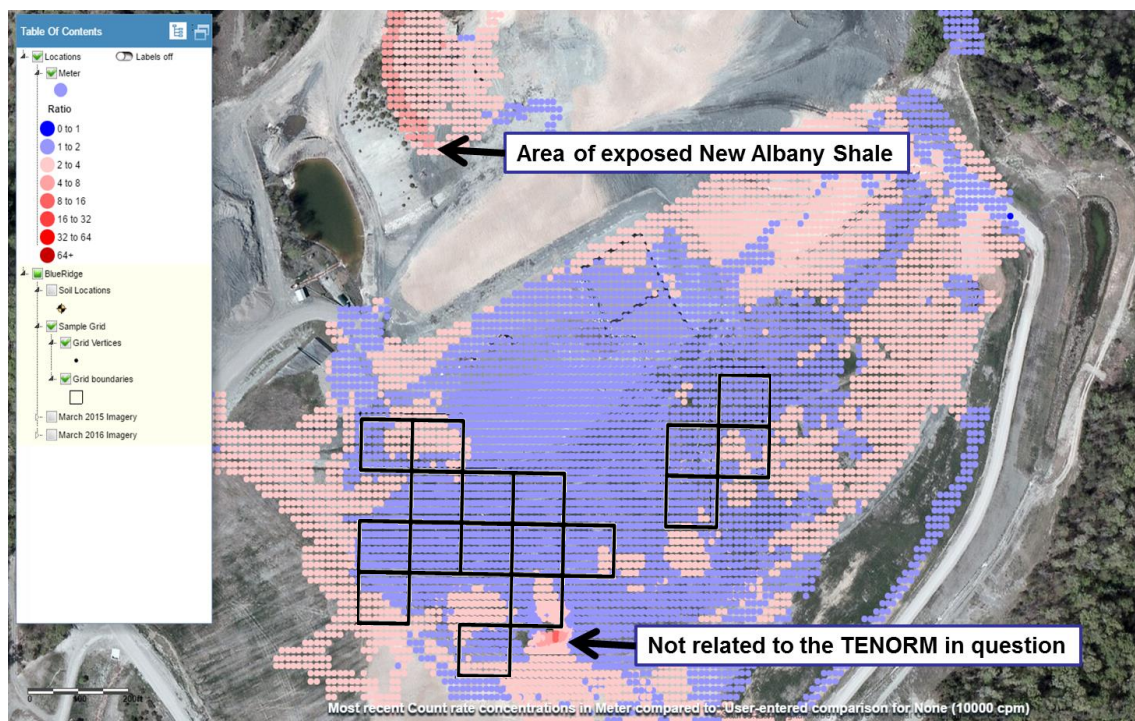 Table Of Contents
Locations
Labels off
Meter
Ratio
0 to 1
1 to 2
2 to 4
4 to 8
8 to 16
16 to 32
32 to 64
64+
BlueRidge
Soil Locations
Sample Grid
Grid Vertices
Grid boundaries
March 2015 Imagery
March 2016 Imagery
Area of exposed New Albany Shale
Not related to the TENORM in question
0
200ft
Most recent Count rate concentrations in Meter compared to: User-entered comparison for None (10000 cpm)